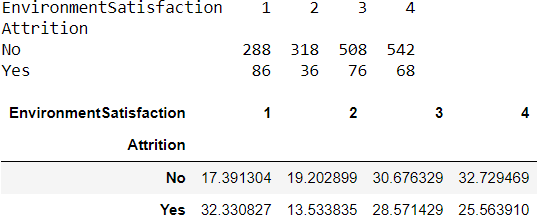 EnvironmentSatisfaction 1 2 3 4
Attrition
No 288 318 508 542
Yes 86 36 76 68
EnvironmentSatisfaction 1 2 3 4
Attrition
No 17.391304 19.202899 30.676329 32.729469
Yes 32.330827 13.533835 28.571429 25.563910